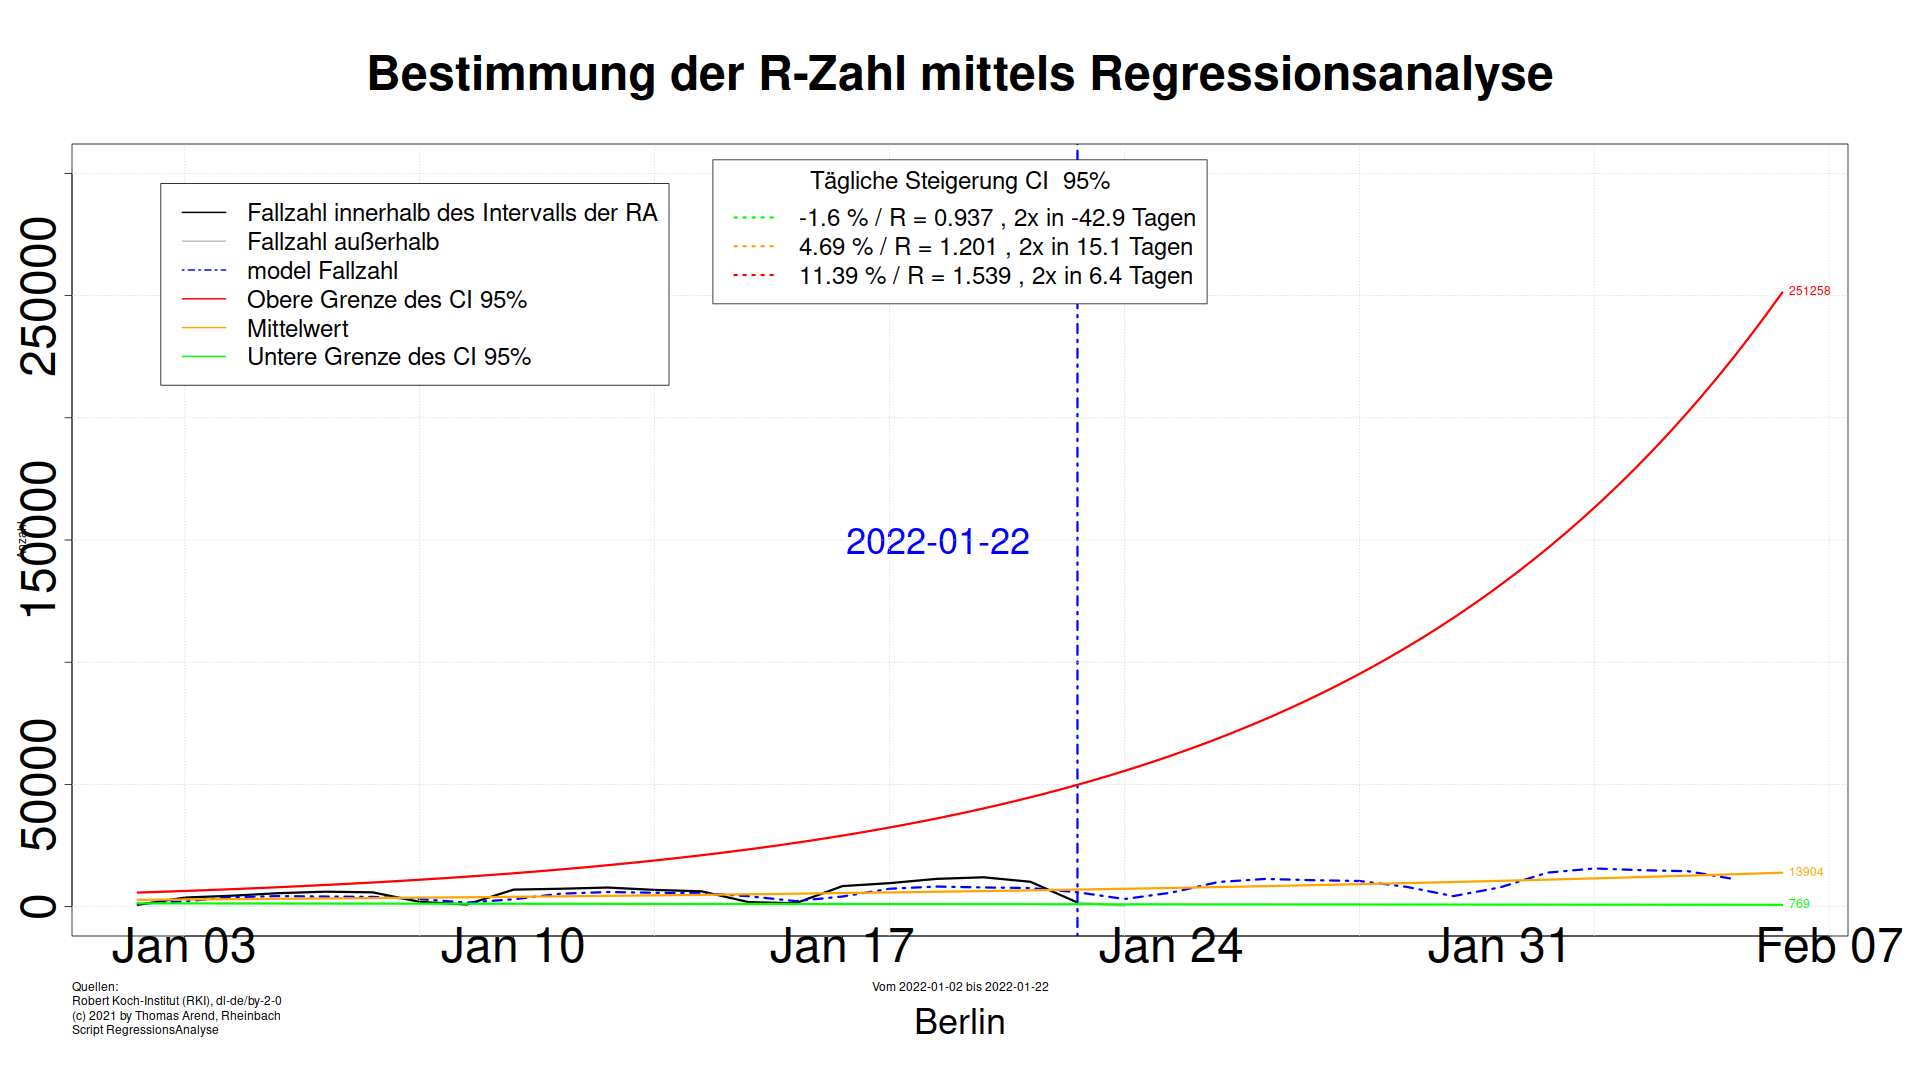 Bestimmung der R-Zahl mittels Regressionsanalyse
Fallzahl innerhalb des Intervalls der RA
Fallzahl außerhalb
model Fallzahl
Obere Grenze des CI 95%
Mittelwert
Untere Grenze des CI 95%
Tägliche Steigerung CI  95%
-1.6 % / R = 0.937 , 2x in -42.9 Tagen
4.69 % / R = 1.201 , 2x in 15.1 Tagen
11.39 % / R = 1.539 , 2x in 6.4 Tagen
251258
2022-01-22
13904
769
250000
150000
50000
0
Anzahl
Jan 03
Jan 10
Jan 17
Jan 24
Jan 31
Feb 07
Quellen:
Robert Koch-Institut (RKI), dl-de/by-2-0
(c) 2021 by Thomas Arend, Rheinbach
Script RegressionsAnalyse
Vom 2022-01-02 bis 2022-01-22
Berlin